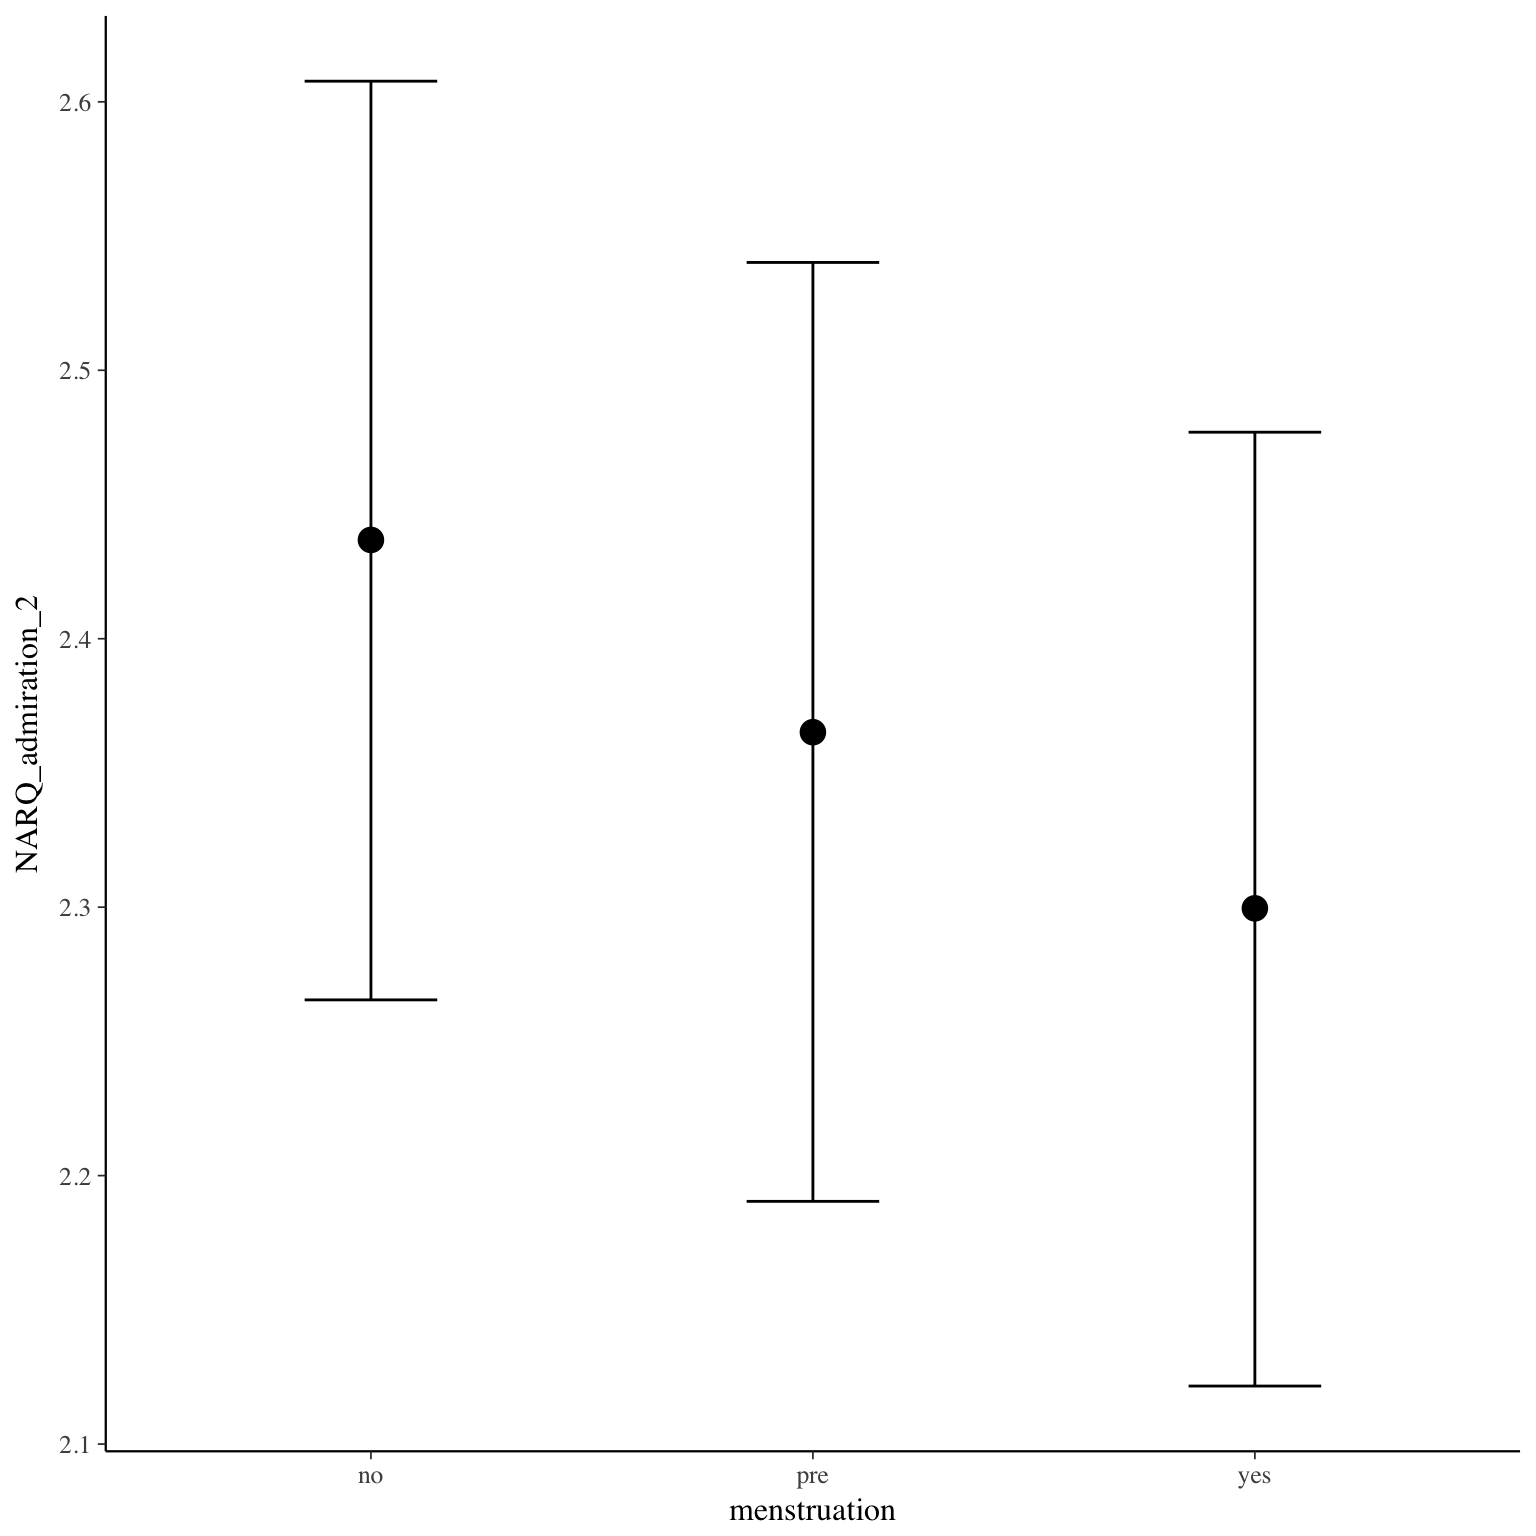 NARQ_admiration_2
2.6
2.5
2.4
2.3
2.2
2.1
no pre yes
menstruation